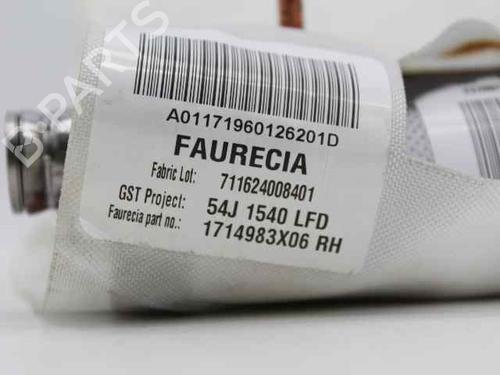 B-PARTS
A01171960126201D
FAURECIA
Fabric Lot: 711624008401
GST Project: 54J 1540 LFD
Faurecia part no.: 1714983X06 RH